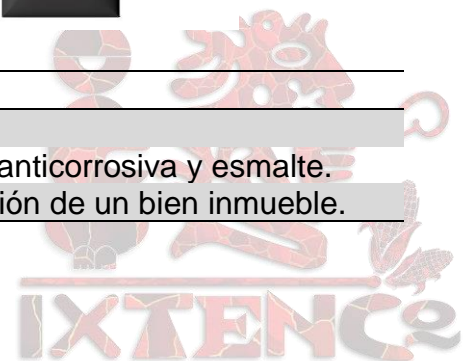 anticorrosiva y esmalte.
ión de un bien inmueble.
IXTENCO